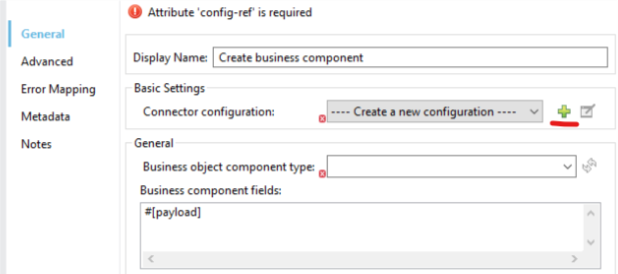 Attribute 'config-ref' is required
General
Advanced
Error Mapping
Metadata
Notes
Display Name: Create business component
Basic Settings
Connector configuration: ---- Create a new configuration ----
General
Business object component type:
Business component fields:
#[payload]